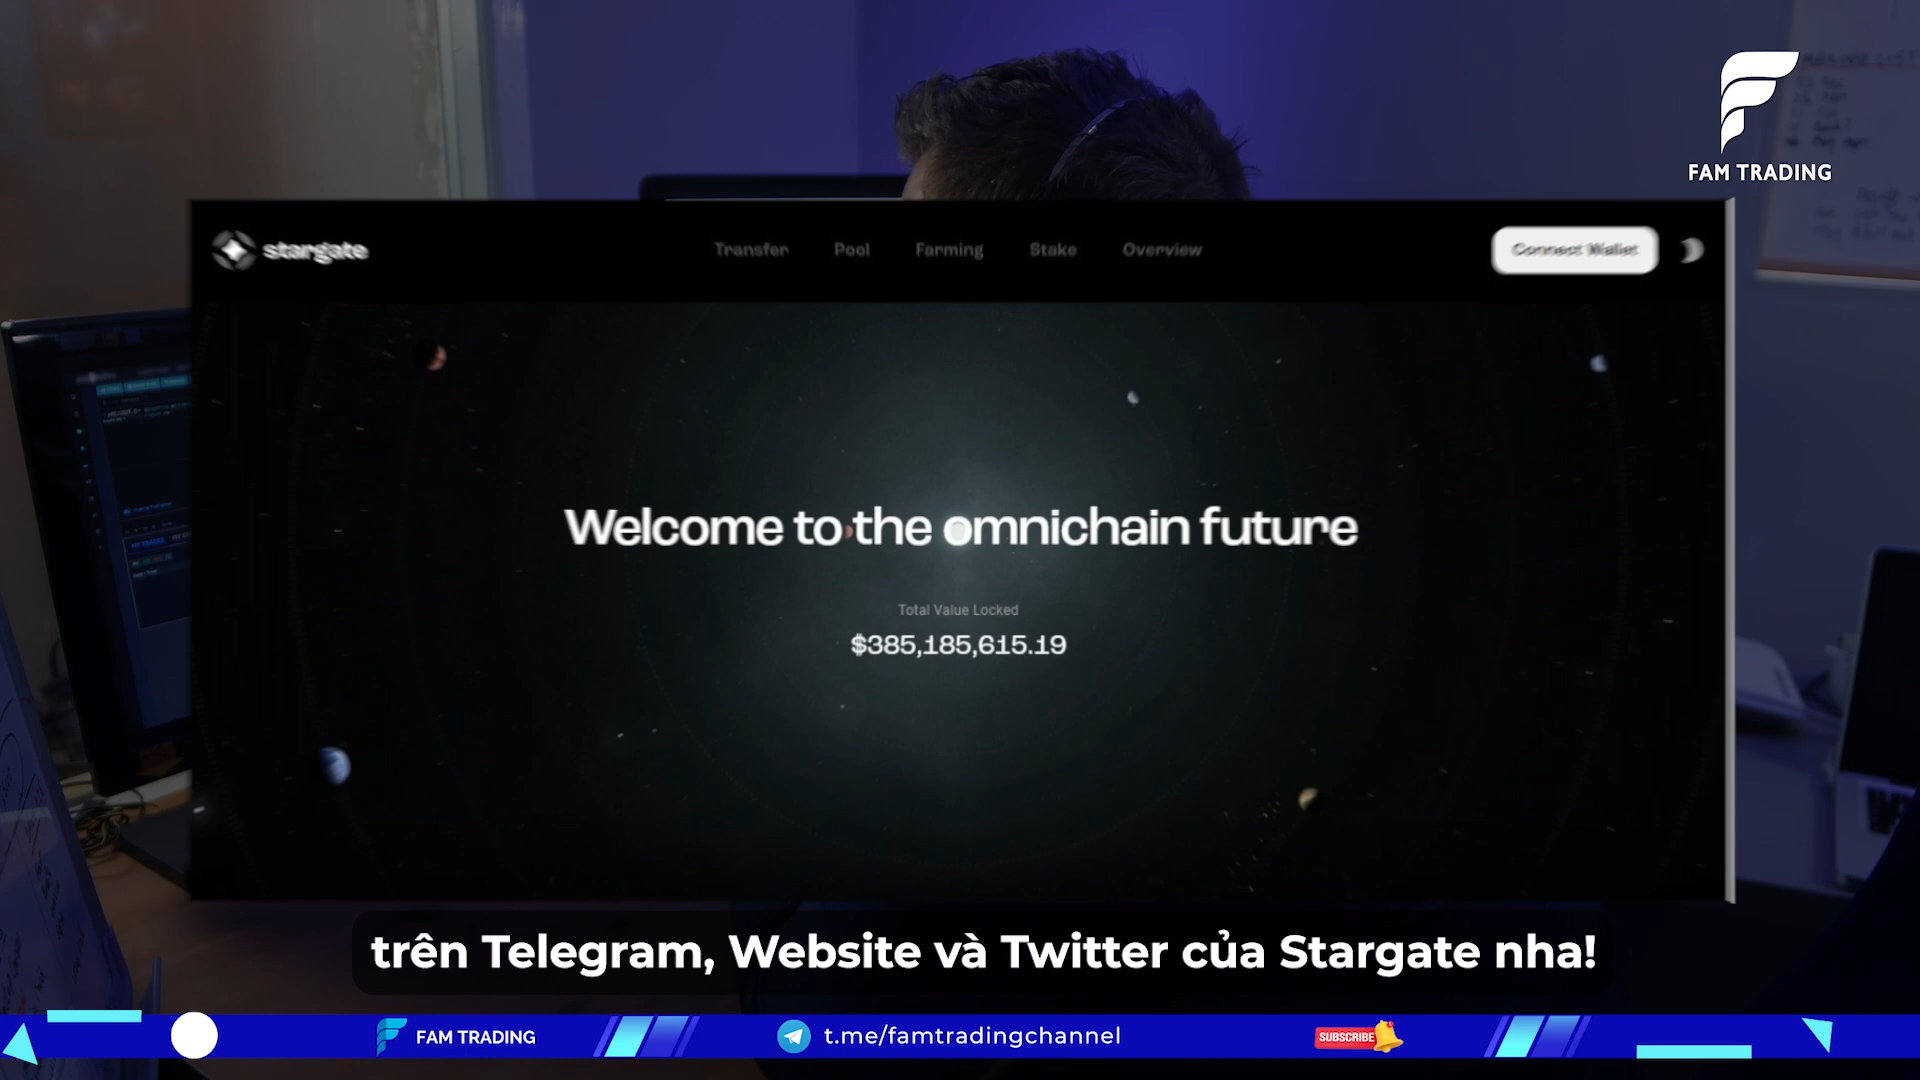 FAM TRADING
stargate
Transfer Pool Farming Stake Overview
Connect Wallet
Welcome to the omnichain future
Total Value Locked
$385,185,615.19
trên Telegram, Website và Twitter của Stargate nha!
FAM TRADING
t.me/famtradingchannel
SUBSCRIBE